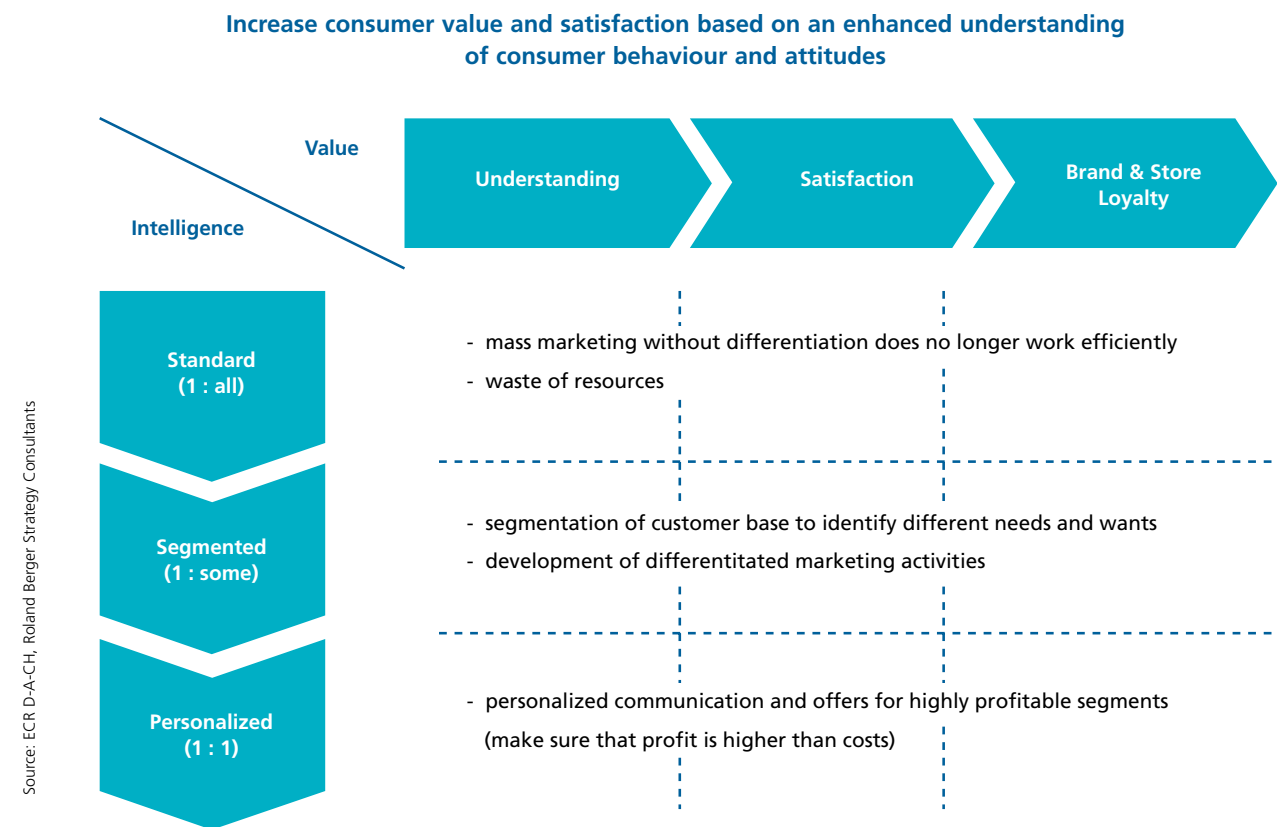 Increase consumer value and satisfaction based on an enhanced understanding
of consumer behaviour and attitudes
Value
Intelligence
Understanding
Satisfaction
Brand & Store
Loyalty
Standard
(1 : all)
- mass marketing without differentiation does no longer work efficiently
- waste of resources
Segmented
(1 : some)
- segmentation of customer base to identify different needs and wants
- development of differentitated marketing activities
Personalized
(1 : 1)
- personalized communication and offers for highly profitable segments
(make sure that profit is higher than costs)
Source: ECR D-A-CH, Roland Berger Strategy Consultants